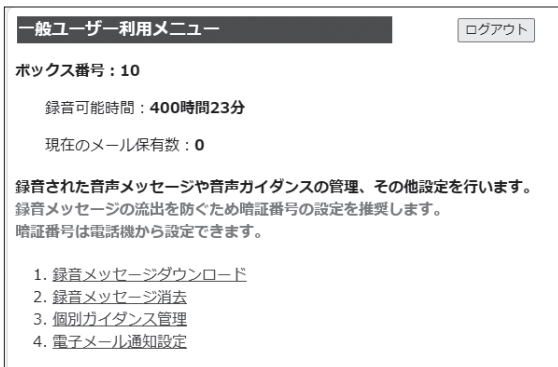 一般ユーザー利用メニュー
ログアウト
ボックス番号：10
録音可能時間：400時間23分
現在のメール保有数：0
録音された音声メッセージや音声ガイダンスの管理、その他設定を行います。
録音メッセージの流出を防ぐため暗証番号の設定を推奨します。
暗証番号は電話機から設定できます。
1. 録音メッセージダウンロード
2. 録音メッセージ消去
3. 個別ガイダンス管理
4. 電子メール通知設定